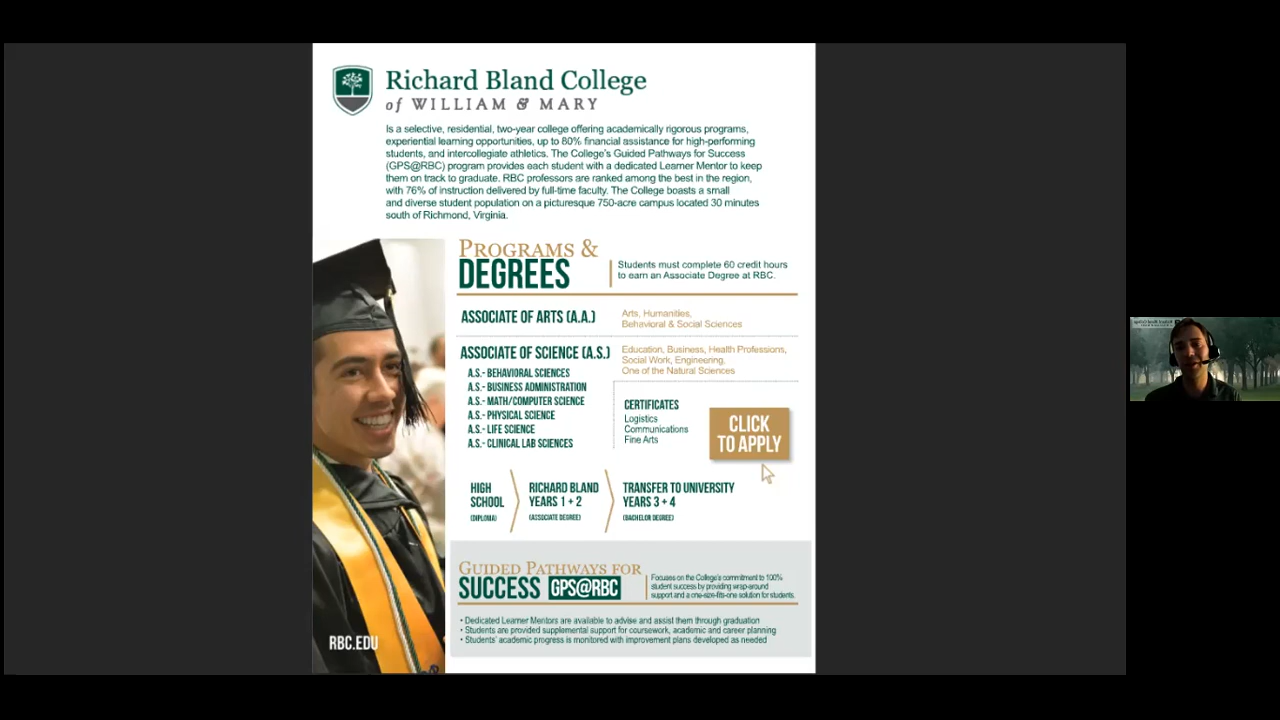 Richard Bland College
of WILLIAM & MARY
Is a selective, residential, two-year college offering academically rigorous programs,
experiential learning opportunities, up to 80% financial assistance for high-performing
students, and intercollegiate athletics. The College's Guided Pathways for Success
(GPS@RBC) program provides each student with a dedicated Learner Mentor to keep
them on track to graduate. RBC professors are ranked among the best in the region,
with 76% of instruction delivered by full-time faculty. The College boasts a small
and diverse student population on a picturesque 750-acre campus located 30 minutes
south of Richmond, Virginia.
PROGRAMS &
DEGREES
Students must complete 60 credit hours
to earn an Associate Degree at RBC.
ASSOCIATE OF ARTS (A.A.)
Arts, Humanities,
Behavioral & Social Sciences
ASSOCIATE OF SCIENCE (A.S.)
Education, Business, Health Professions,
Social Work, Engineering,
One of the Natural Sciences
A.S.- BEHAVIORAL SCIENCES
A.S.- BUSINESS ADMINISTRATION
A.S.- MATH/COMPUTER SCIENCE
A.S.- PHYSICAL SCIENCE
A.S.- LIFE SCIENCE
A.S.- CLINICAL LAB SCIENCES
CERTIFICATES
Logistics
Communications
Fine Arts
CLICK
TO APPLY
HIGH
SCHOOL
(DIPLOMA)
RICHARD BLAND
YEARS 1 + 2
(ASSOCIATE DEGREE)
TRANSFER TO UNIVERSITY
YEARS 3 + 4
(BACHELOR DEGREE)
GUIDED PATHWAYS FOR
SUCCESS GPS@RBC
Focuses on the College's commitment to 100%
student success by providing wrap-around
support and a one-size-fits-one solution for students.
• Dedicated Learner Mentors are available to advise and assist them through graduation
• Students are provided supplemental support for coursework, academic and career planning
• Students' academic progress is monitored with improvement plans developed as needed
RBC.EDU